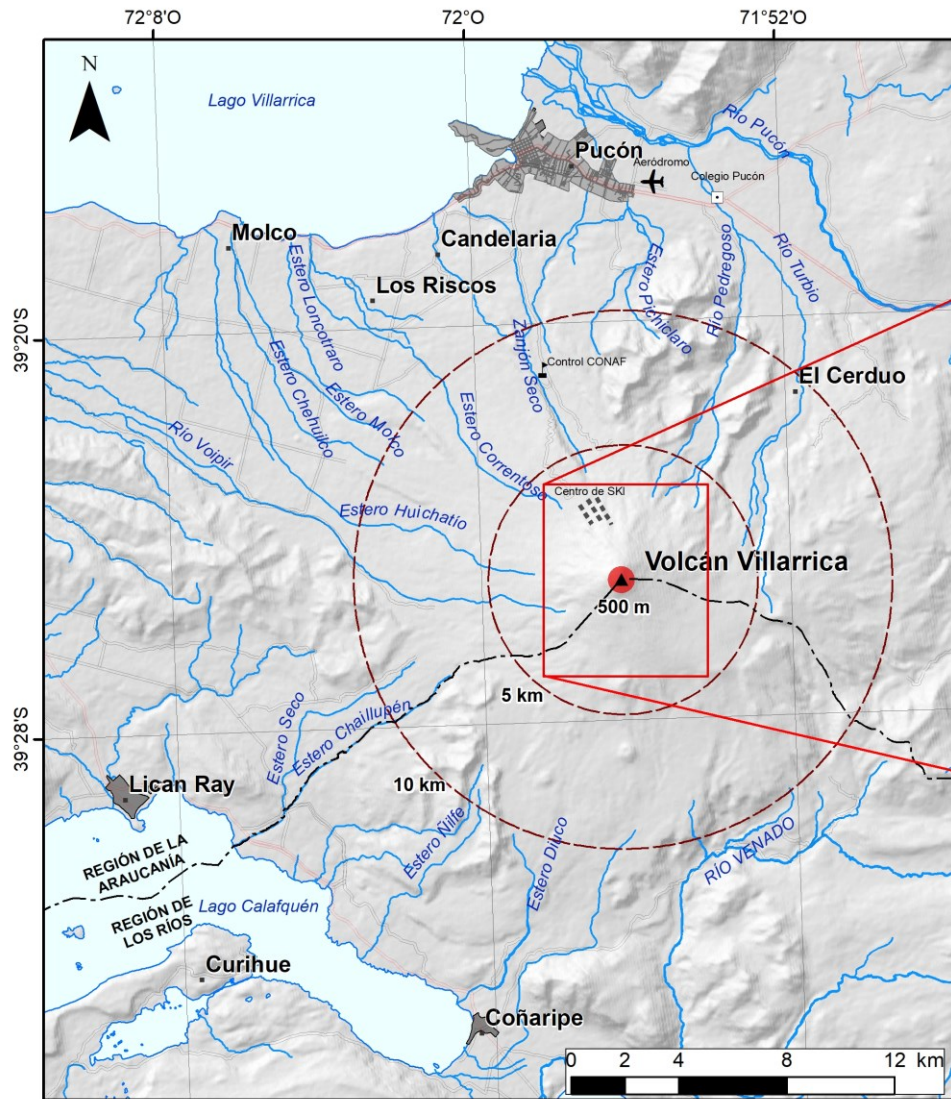 72°8'O
72°O
71°52'O
N
Lago Villarrica
Río Pucón
Pucón
Aeródromo
Colegio Pucón
Molco
Candelaria
Río Turbio
Estero Loncotraro
Los Riscos
Estero Pichiclaro
Río Pedregoso
39°20'S
Zanjón Seco
Control CONAF
El Cerduo
Estero Chehuilco
Estero Molco
Río Voipir
Estero Correntoso
Centro de SKI
Estero Huichatio
Volcán Villarrica
500 m
5 km
Estero Seco
Estero Chaillupén
39°28'S
10 km
Lican Ray
Estero Ñilfe
Estero Diuco
RÍO VENADO
REGIÓN DE LA
ARAUCANÍA
REGIÓN DE
LOS RÍOS
Lago Calafquén
Curihue
Coñaripe
0 2 4 8 12 km